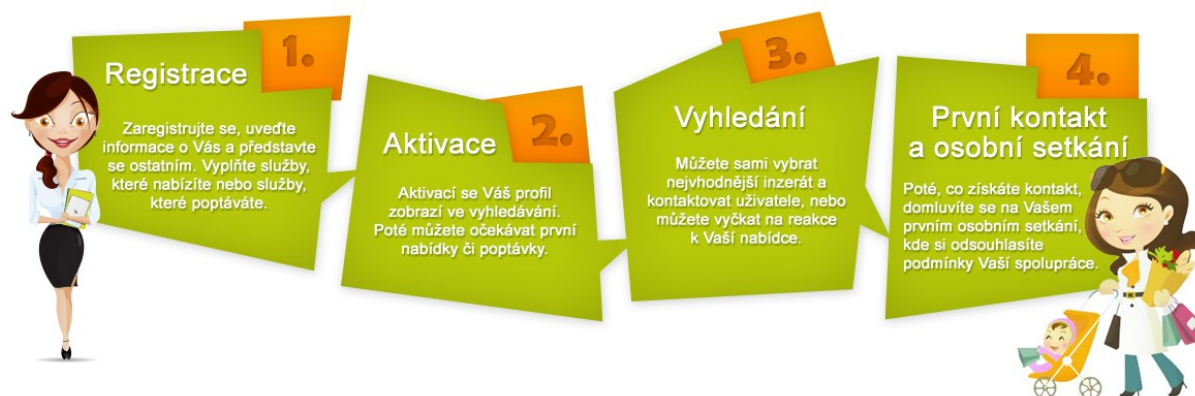 1.
Registrace
Zaregistrujte se, uveďte
informace o Vás a představte
se ostatním. Vyplňte služby,
které nabízíte nebo služby,
které poptáváte.
2.
Aktivace
Aktivací se Váš profil
zobrazí ve vyhledávání.
Poté můžete očekávat první
nabídky či poptávky.
3.
Vyhledání
Můžete sami vybrat
nejvhodnější inzerát a
kontaktovat uživatele, nebo
můžete vyčkat na reakce
k Vaší nabídce.
4.
První kontakt
a osobní setkání
Poté, co získáte kontakt,
domluvíte se na Vašem
prvním osobním setkání,
kde si odsouhlasíte
podmínky Vaší spolupráce.